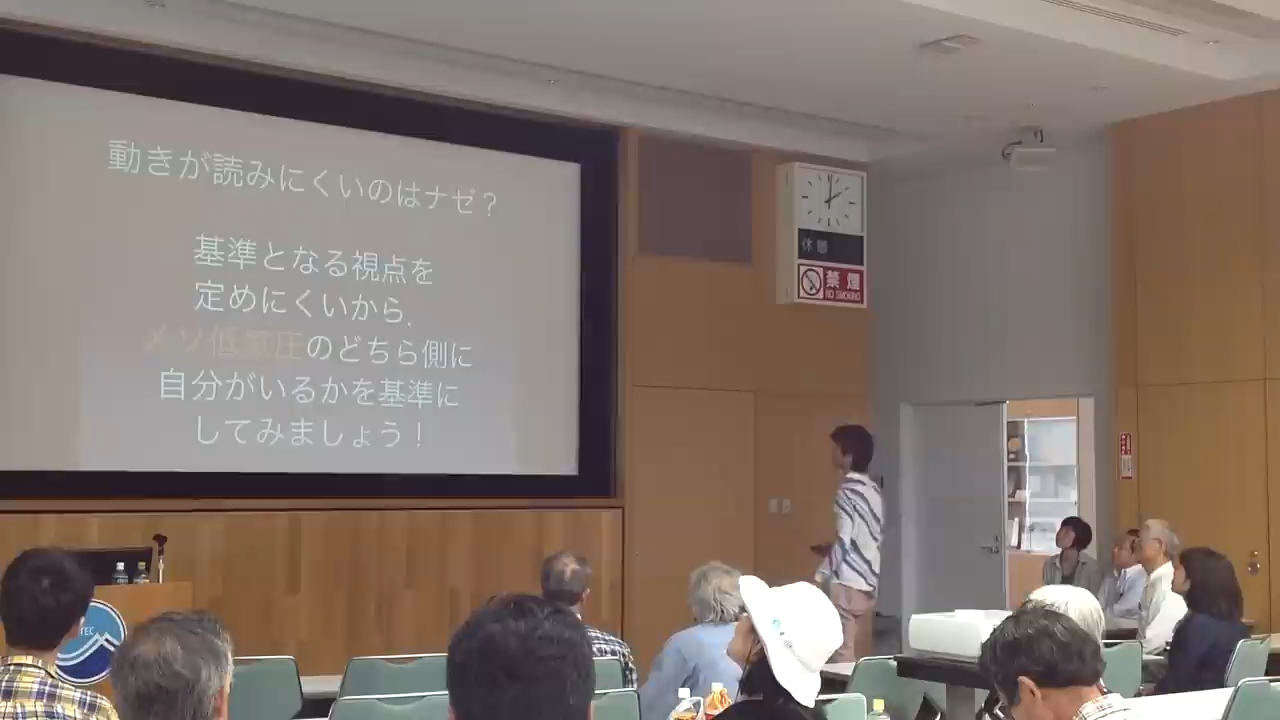 動きが読みにくいのはナゼ？
基準となる視点を
定めにくいから.
メソ低気圧のどちら側に
自分がいるかを基準に
してみましょう！
休憩
禁煙
NO SMOKING
TEC